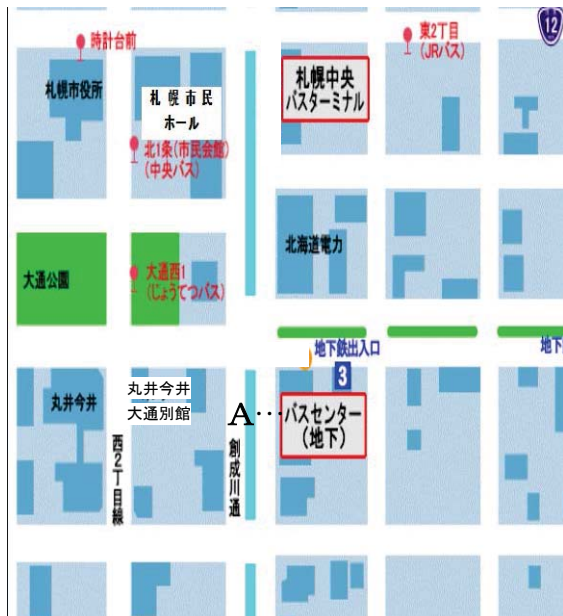 時計台前
東2丁目
(JRバス)
12
札幌市役所
札幌市民
ホール
札幌中央
バスターミナル
北1条(市民会館)
(中央バス)
北海道電力
大通公園
大通西1
(じょうてつバス)
地下鉄出入口
地下
3
丸井今井
丸井今井
大通別館
A…
バスセンター
(地下)
西2丁目線
創成川通